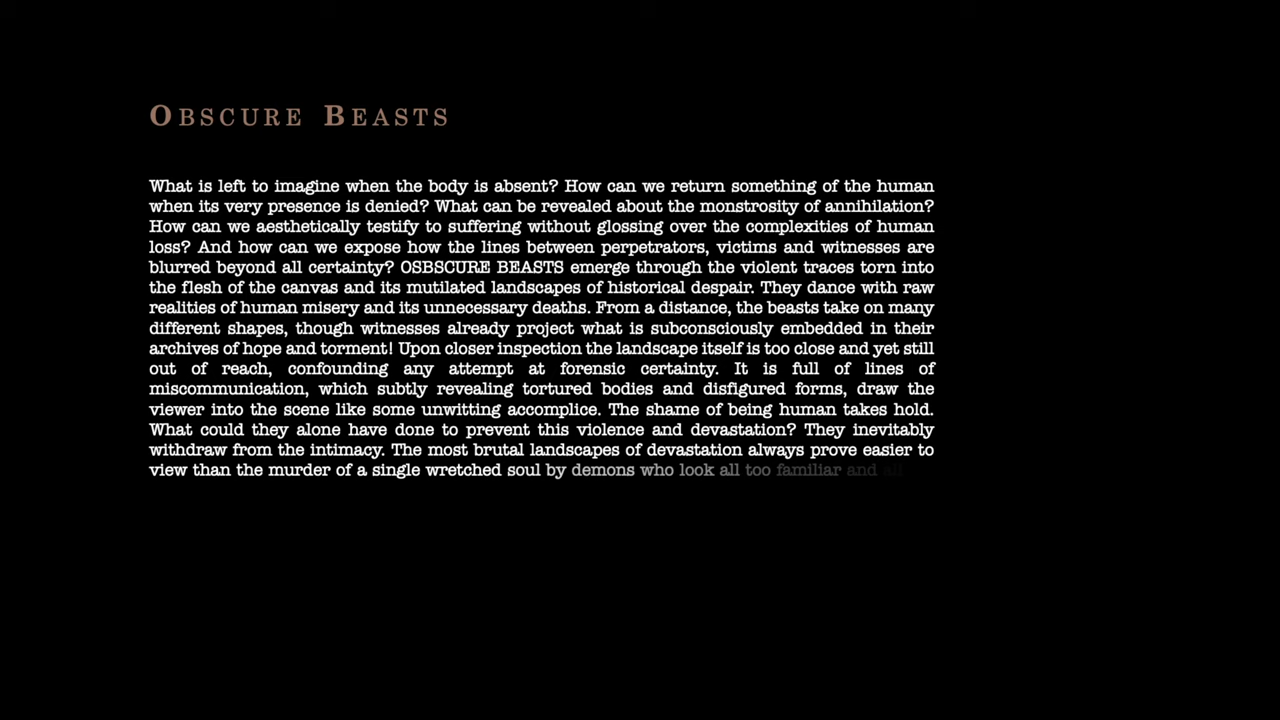 OBSCURE BEASTS
What is left to imagine when the body is absent? How can we return something of the human
when its very presence is denied? What can be revealed about the monstrosity of annihilation?
How can we aesthetically testify to suffering without glossing over the complexities of human
loss? And how can we expose how the lines between perpetrators, victims and witnesses are
blurred beyond all certainty? OSBSCURE BEASTS emerge through the violent traces torn into
the flesh of the canvas and its mutilated landscapes of historical despair. They dance with raw
realities of human misery and its unnecessary deaths. From a distance, the beasts take on many
different shapes, though witnesses already project what is subconsciously embedded in their
archives of hope and torment! Upon closer inspection the landscape itself is too close and yet still
out of reach, confounding any attempt at forensic certainty. It is full of lines of
miscommunication, which subtly revealing tortured bodies and disfigured forms, draw the
viewer into the scene like some unwitting accomplice. The shame of being human takes hold.
What could they alone have done to prevent this violence and devastation? They inevitably
withdraw from the intimacy. The most brutal landscapes of devastation always prove easier to
view than the murder of a single wretched soul by demons who look all too familiar and all